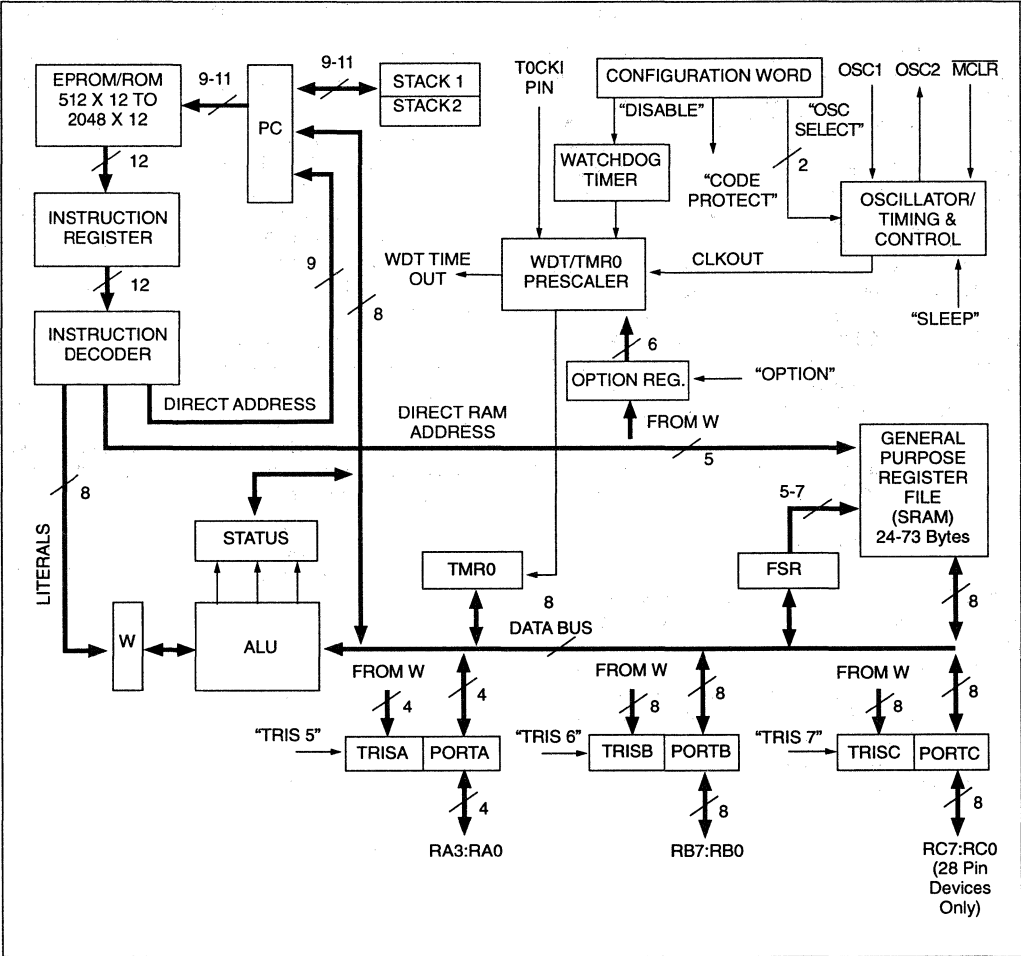 EPROM/ROM
512 X 12 TO
2048 X 12
9-11
PC
9-11
STACK 1
STACK2
T0CKI
PIN
CONFIGURATION WORD
OSC1
OSC2
MCLR
"DISABLE"
"OSC
SELECT"
12
WATCHDOG
TIMER
"CODE
PROTECT"
2
INSTRUCTION
REGISTER
OSCILLATOR/
TIMING &
CONTROL
12
9
8
WDT TIME
OUT
WDT/TMR0
PRESCALER
CLKOUT
"SLEEP"
INSTRUCTION
DECODER
6
OPTION REG.
"OPTION"
DIRECT ADDRESS
DIRECT RAM
ADDRESS
FROM W
5
GENERAL
PURPOSE
REGISTER
FILE
(SRAM)
24-73 Bytes
8
LITERALS
5-7
STATUS
TMR0
FSR
8
8
W
ALU
DATA BUS
FROM W
4
4
FROM W
8
8
FROM W
8
8
"TRIS 5"
TRISA
PORTA
"TRIS 6"
TRISB
PORTB
"TRIS 7"
TRISC
PORTC
4
8
8
RA3:RA0
RB7:RB0
RC7:RC0
(28 Pin
Devices
Only)